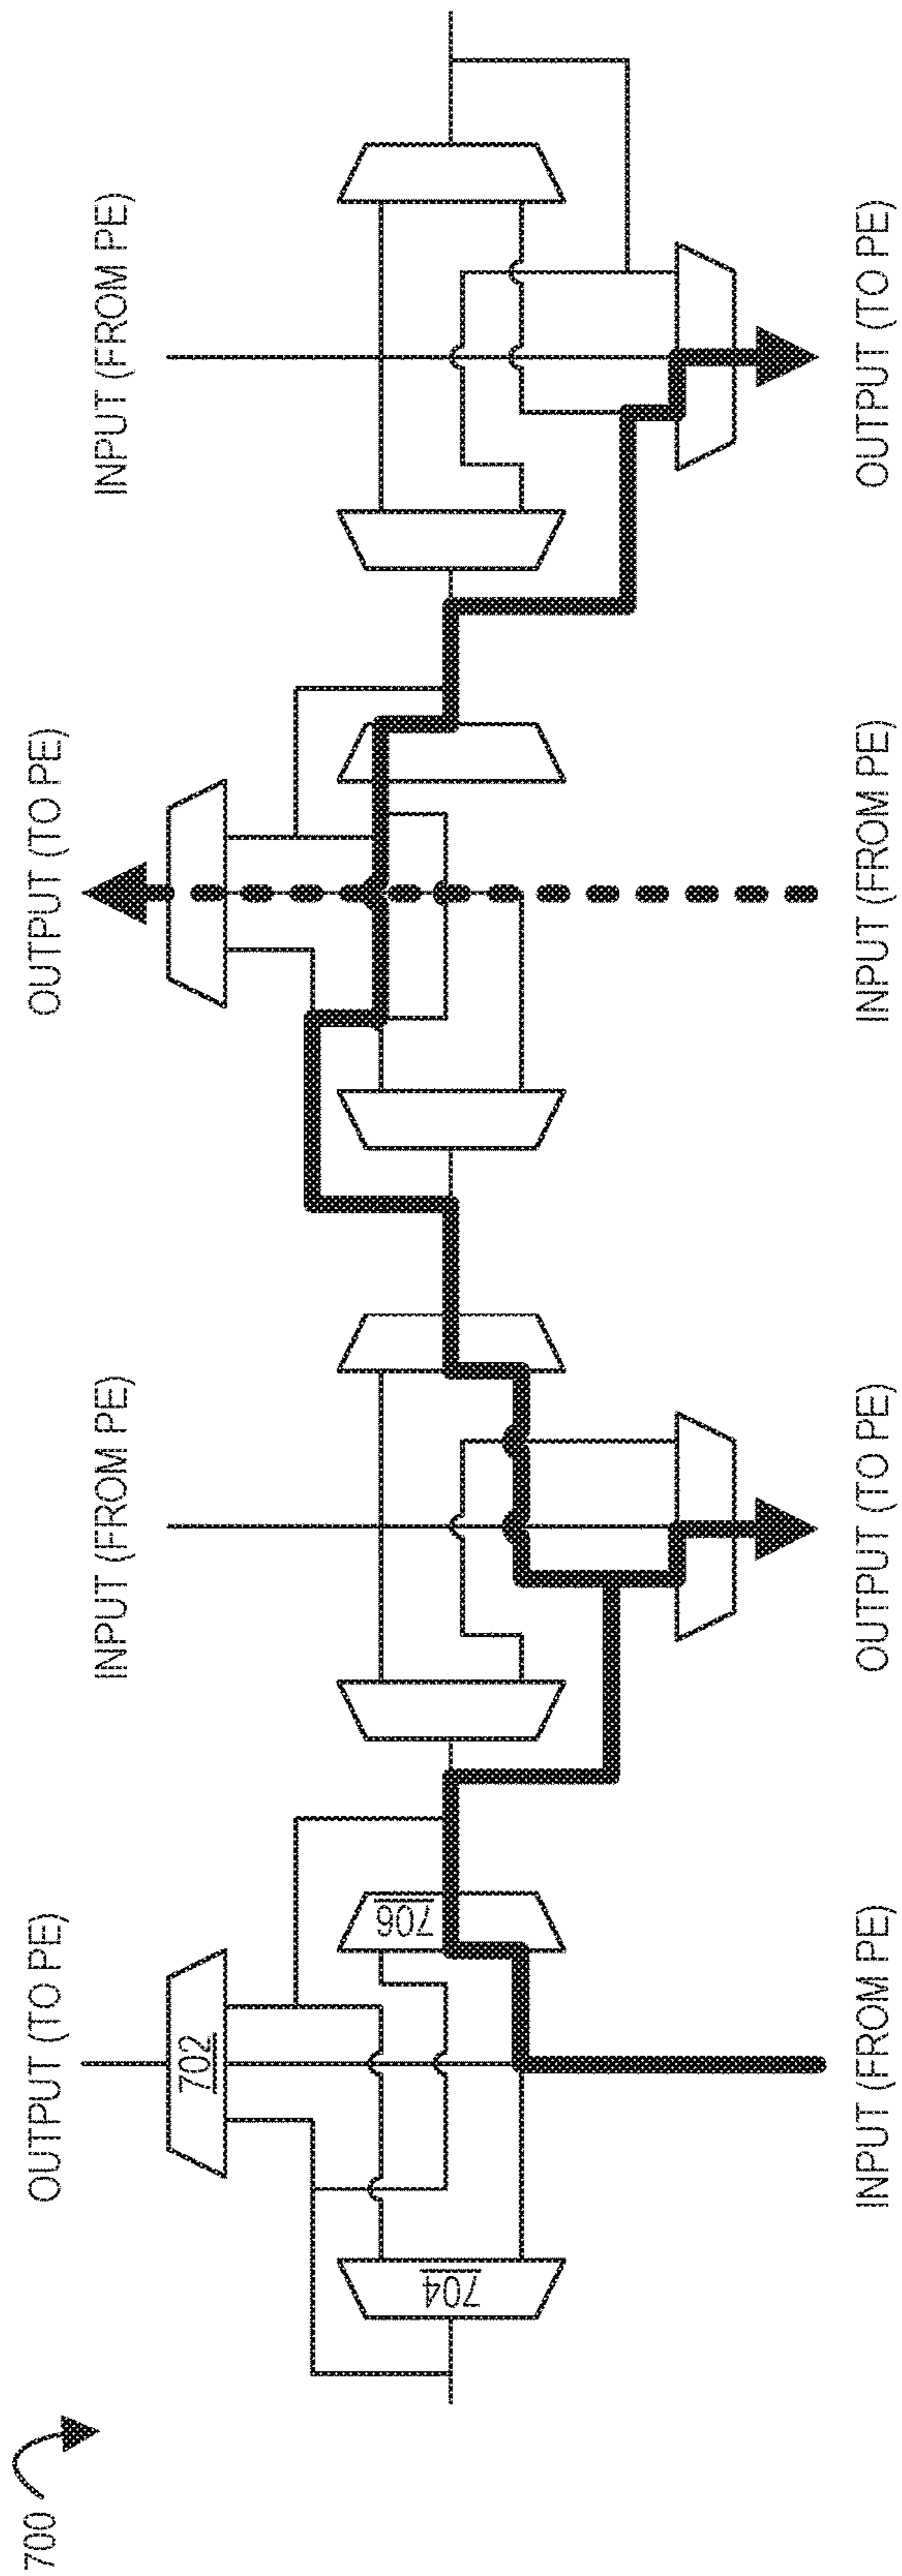 700
OUTPUT (TO PE)
INPUT (FROM PE)
OUTPUT (TO PE)
INPUT (FROM PE)
702
704
706
INPUT (FROM PE)
OUTPUT (TO PE)
INPUT (FROM PE)
OUTPUT (TO PE)